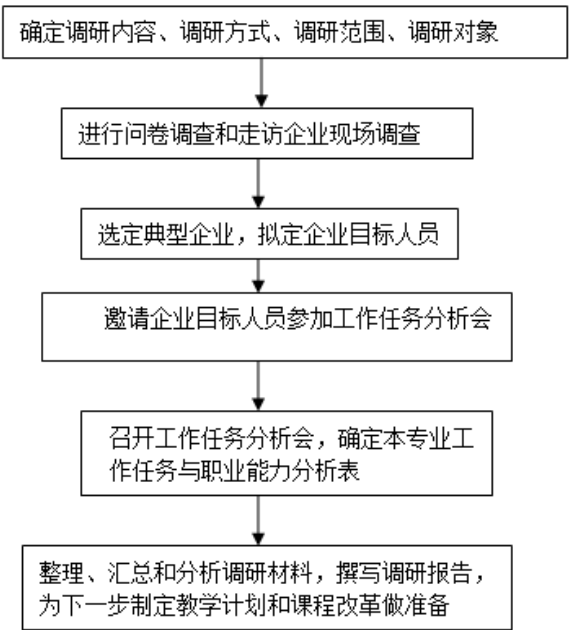 确定调研内容、调研方式、调研范围、调研对象
进行问卷调查和走访企业现场调查
选定典型企业，拟定企业目标人员
邀请企业目标人员参加工作任务分析会
召开工作任务分析会，确定本专业工
作任务与职业能力分析表
整理、汇总和分析调研材料，撰写调研报告，
为下一步制定教学计划和课程改革做准备